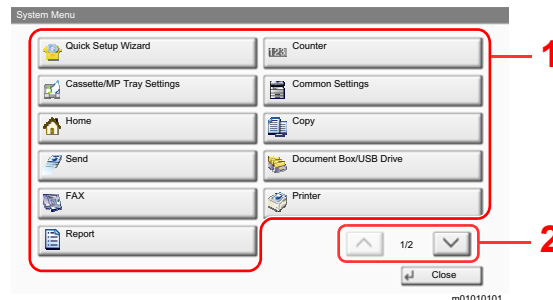 System Menu
Quick Setup Wizard
123 Counter
Cassette/MP Tray Settings
Common Settings
Home
Copy
Send
Document Box/USB Drive
FAX
Printer
Report
1
1/2
2
Close
m01010101